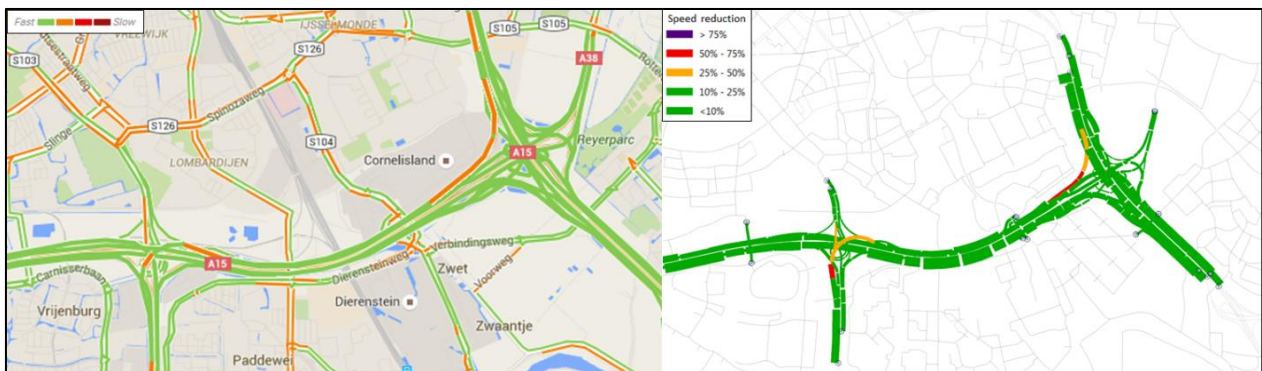 Fast
Slow
VREEWIJK
IJSSELMONDE
S105
S105
S126
A38
S103
Spinozaweg
Reyerparc
S126
Slinge
S104
LOMBARDIJEN
Cornelisland
A15
A15
Verbindingsweg
Carnisserbaan
Dierensteinweg
Zwet
Voorweg
Vrijenburg
Dierenstein
Zwaantje
Paddewei
Speed reduction
> 75%
50% - 75%
25% - 50%
10% - 25%
<10%